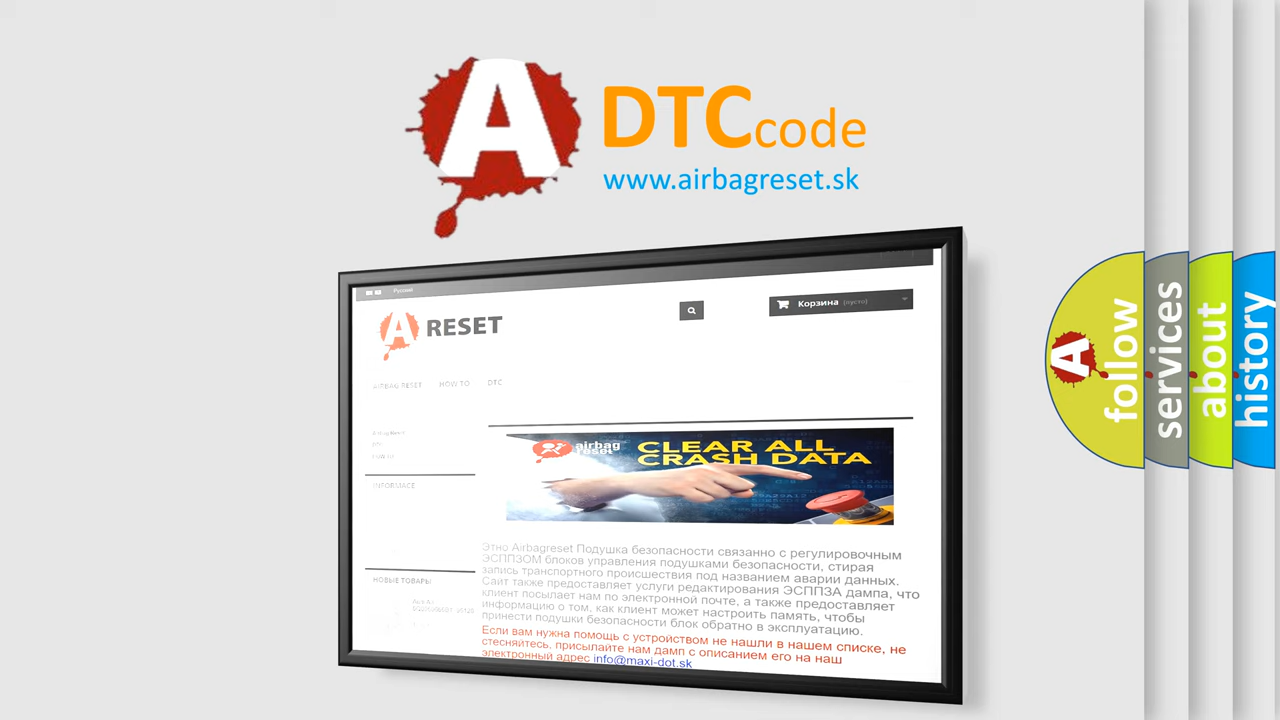 A
DTCcode
www.airbagreset.sk
Русский
Корзина (пусто)
A RESET
AIRBAG RESET HOW TO DTC
Airbag Reset
DTC
INFORMACE
airbag
reset
CLEAR ALL
CRASH DATA
Этно Airbagreset Подушка безопасности связанно с регулировочным
ЭСППЗОМ блоков управления подушками безопасности, стирая
запись транспортного происшествия под названием аварии данных.
Сайт также предоставляет услуги редактирования ЭСППЗА дампа, что
клиент посылает нам по электронной почте, а также предоставляет
информацию о том, как клиент может настроить память, чтобы
принести подушки безопасности блок обратно в эксплуатацию.
Если вам нужна помощь с устройством не нашли в нашем списке, не
стесняйтесь, присылайте нам дамп с описанием его на наш
электронный адрес info@maxi-dot.sk
НОВЫЕ ТОВАРЫ
A
follow
services
about
history